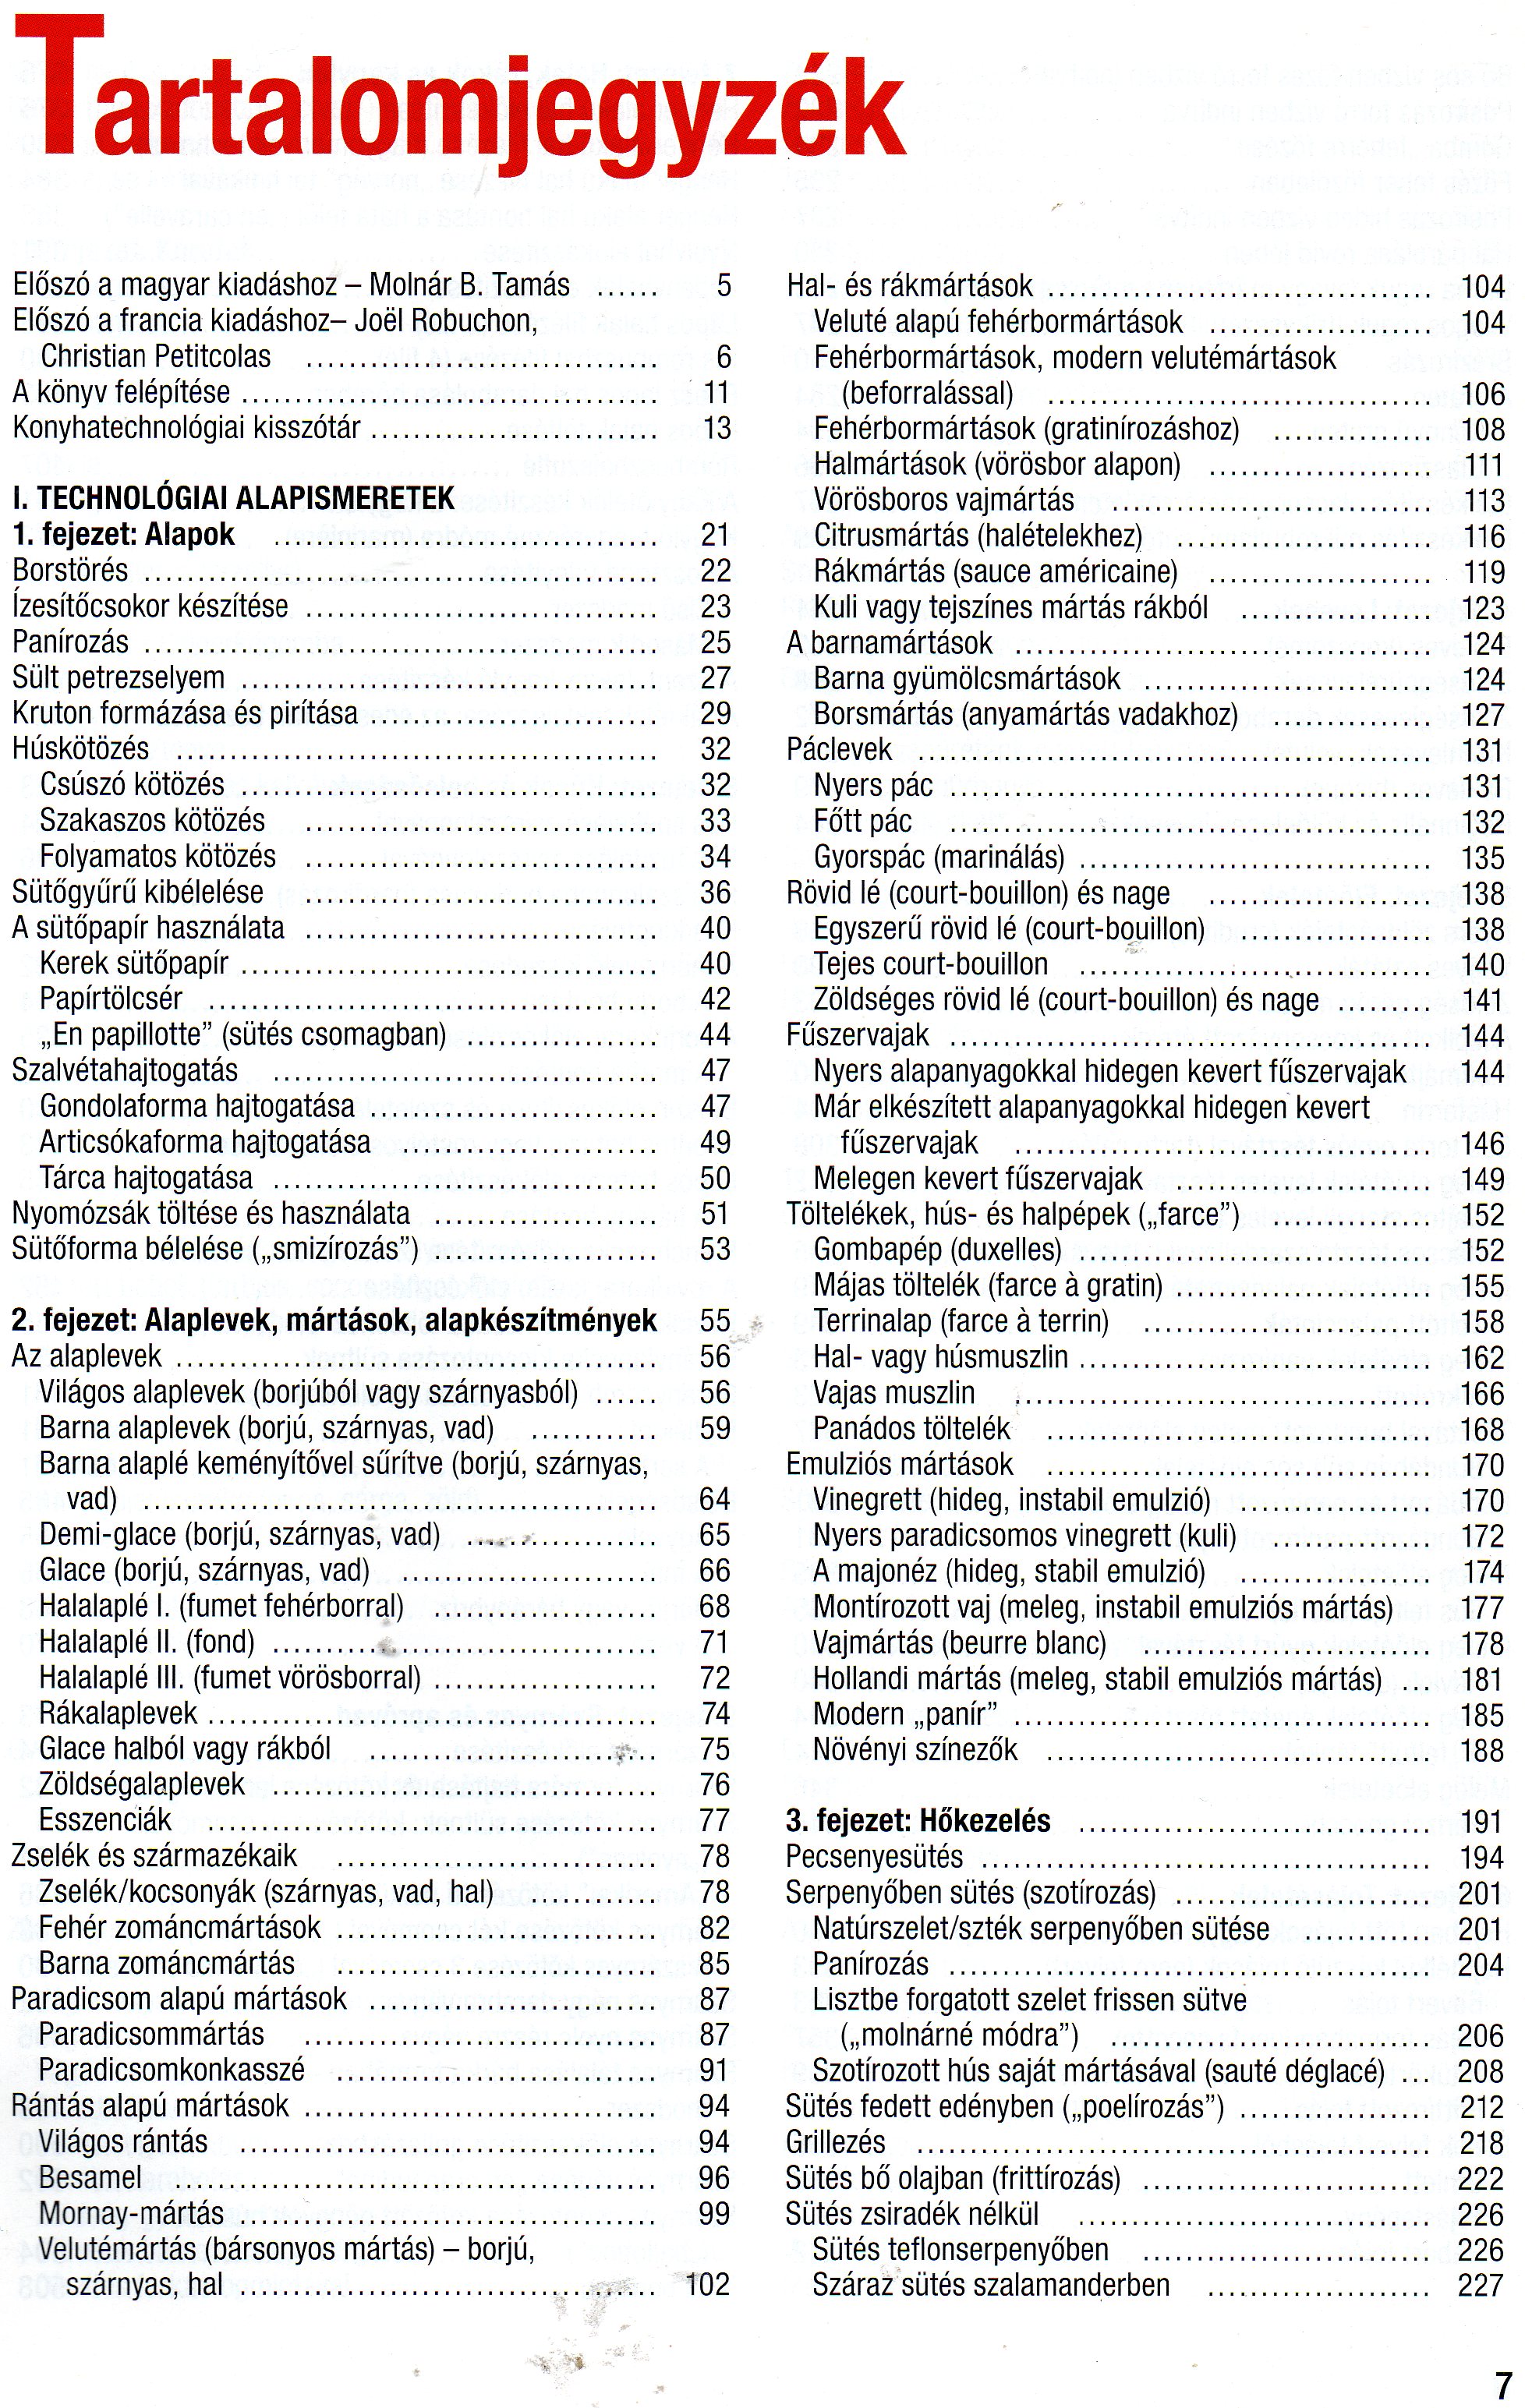 Tartalomjegyzék
Előszó a magyar kiadáshoz – Molnár B. Tamás ...... 5
Előszó a francia kiadáshoz– Joël Robuchon,
Christian Petitcolas ...... 6
A könyv felépítése ...... 11
Konyhatechnológiai kisszótár ...... 13
I. TECHNOLÓGIAI ALAPISMERETEK
1. fejezet: Alapok ...... 21
Borstörés ...... 22
Ízesítőcsokor készítése ...... 23
Panírozás ...... 25
Sült petrezselyem ...... 27
Kruton formázása és pirítása ...... 29
Húskötözés ...... 32
Csúszó kötözés ...... 32
Szakaszos kötözés ...... 33
Folyamatos kötözés ...... 34
Sütőgyűrű kibélelése ...... 36
A sütőpapír használata ...... 40
Kerek sütőpapír ...... 40
Papírtölcsér ...... 42
„En papillotte” (sütés csomagban) ...... 44
Szalvétahajtogatás ...... 47
Gondolaforma hajtogatása ...... 47
Articsókaforma hajtogatása ...... 49
Tárca hajtogatása ...... 50
Nyomózsák töltése és használata ...... 51
Sütőforma bélelése („smizírozás”) ...... 53
2. fejezet: Alaplevek, mártások, alapkészítmények 55
Az alaplevek ...... 56
Világos alaplevek (borjúból vagy szárnyasból) ...... 56
Barna alaplevek (borjú, szárnyas, vad) ...... 59
Barna alaplé keményítővel sűrítve (borjú, szárnyas,
vad) ...... 64
Demi-glace (borjú, szárnyas, vad) ...... 65
Glace (borjú, szárnyas, vad) ...... 66
Halalaplé I. (fumet fehérborral) ...... 68
Halalaplé II. (fond) ...... 71
Halalaplé III. (fumet vörösborral) ...... 72
Rákalaplevek ...... 74
Glace halból vagy rákból ...... 75
Zöldségalaplevek ...... 76
Esszenciák ...... 77
Zselék és származékaik ...... 78
Zselék/kocsonyák (szárnyas, vad, hal) ...... 78
Fehér zománcmártások ...... 82
Barna zománcmártás ...... 85
Paradicsom alapú mártások ...... 87
Paradicsommártás ...... 87
Paradicsomkonkasszé ...... 91
Rántás alapú mártások ...... 94
Világos rántás ...... 94
Besamel ...... 96
Mornay-mártás ...... 99
Velutémártás (bársonyos mártás) – borjú,
szárnyas, hal ...... 102
Hal- és rákmártások ...... 104
Veluté alapú fehérbormártások ...... 104
Fehérbormártások, modern velutémártások
(beforralással) ...... 106
Fehérbormártások (gratinírozáshoz) ...... 108
Halmártások (vörösbor alapon) ...... 111
Vörösboros vajmártás ...... 113
Citrusmártás (halételekhez) ...... 116
Rákmártás (sauce américaine) ...... 119
Kuli vagy tejszínes mártás rákból ...... 123
A barnamártások ...... 124
Barna gyümölcsmártások ...... 124
Borsmártás (anyamártás vadakhoz) ...... 127
Páclevek ...... 131
Nyers pác ...... 131
Főtt pác ...... 132
Gyorspác (marinálás) ...... 135
Rövid lé (court-bouillon) és nage ...... 138
Egyszerű rövid lé (court-bouillon) ...... 138
Tejes court-bouillon ...... 140
Zöldséges rövid lé (court-bouillon) és nage ...... 141
Fűszervajak ...... 144
Nyers alapanyagokkal hidegen kevert fűszervajak 144
Már elkészített alapanyagokkal hidegen kevert
fűszervajak ...... 146
Melegen kevert fűszervajak ...... 149
Töltelékek, hús- és halpépek („farce”) ...... 152
Gombapép (duxelles) ...... 152
Májas töltelék (farce à gratin) ...... 155
Terrinalap (farce à terrin) ...... 158
Hal- vagy húsmuszlin ...... 162
Vajas muszlin ...... 166
Panádos töltelék ...... 168
Emulziós mártások ...... 170
Vinegrett (hideg, instabil emulzió) ...... 170
Nyers paradicsomos vinegrett (kuli) ...... 172
A majonéz (hideg, stabil emulzió) ...... 174
Montírozott vaj (meleg, instabil emulziós mártás) . 177
Vajmártás (beurre blanc) ...... 178
Hollandi mártás (meleg, stabil emulziós mártás) ... 181
Modern „panír” ...... 185
Növényi színezők ...... 188
3. fejezet: Hőkezelés ...... 191
Pecsenyesütés ...... 194
Serpenyőben sütés (szotírozás) ...... 201
Natúrszelet/szték serpenyőben sütése ...... 201
Panírozás ...... 204
Lisztbe forgatott szelet frissen sütve
(„molnárné módra”) ...... 206
Szotírozott hús saját mártásával (sauté déglacé) ... 208
Sütés fedett edényben („poelírozás”) ...... 212
Grillezés ...... 218
Sütés bő olajban (frittírozás) ...... 222
Sütés zsiradék nélkül ...... 226
Sütés teflonserpenyőben ...... 226
Száraz sütés szalamanderben ...... 227
7